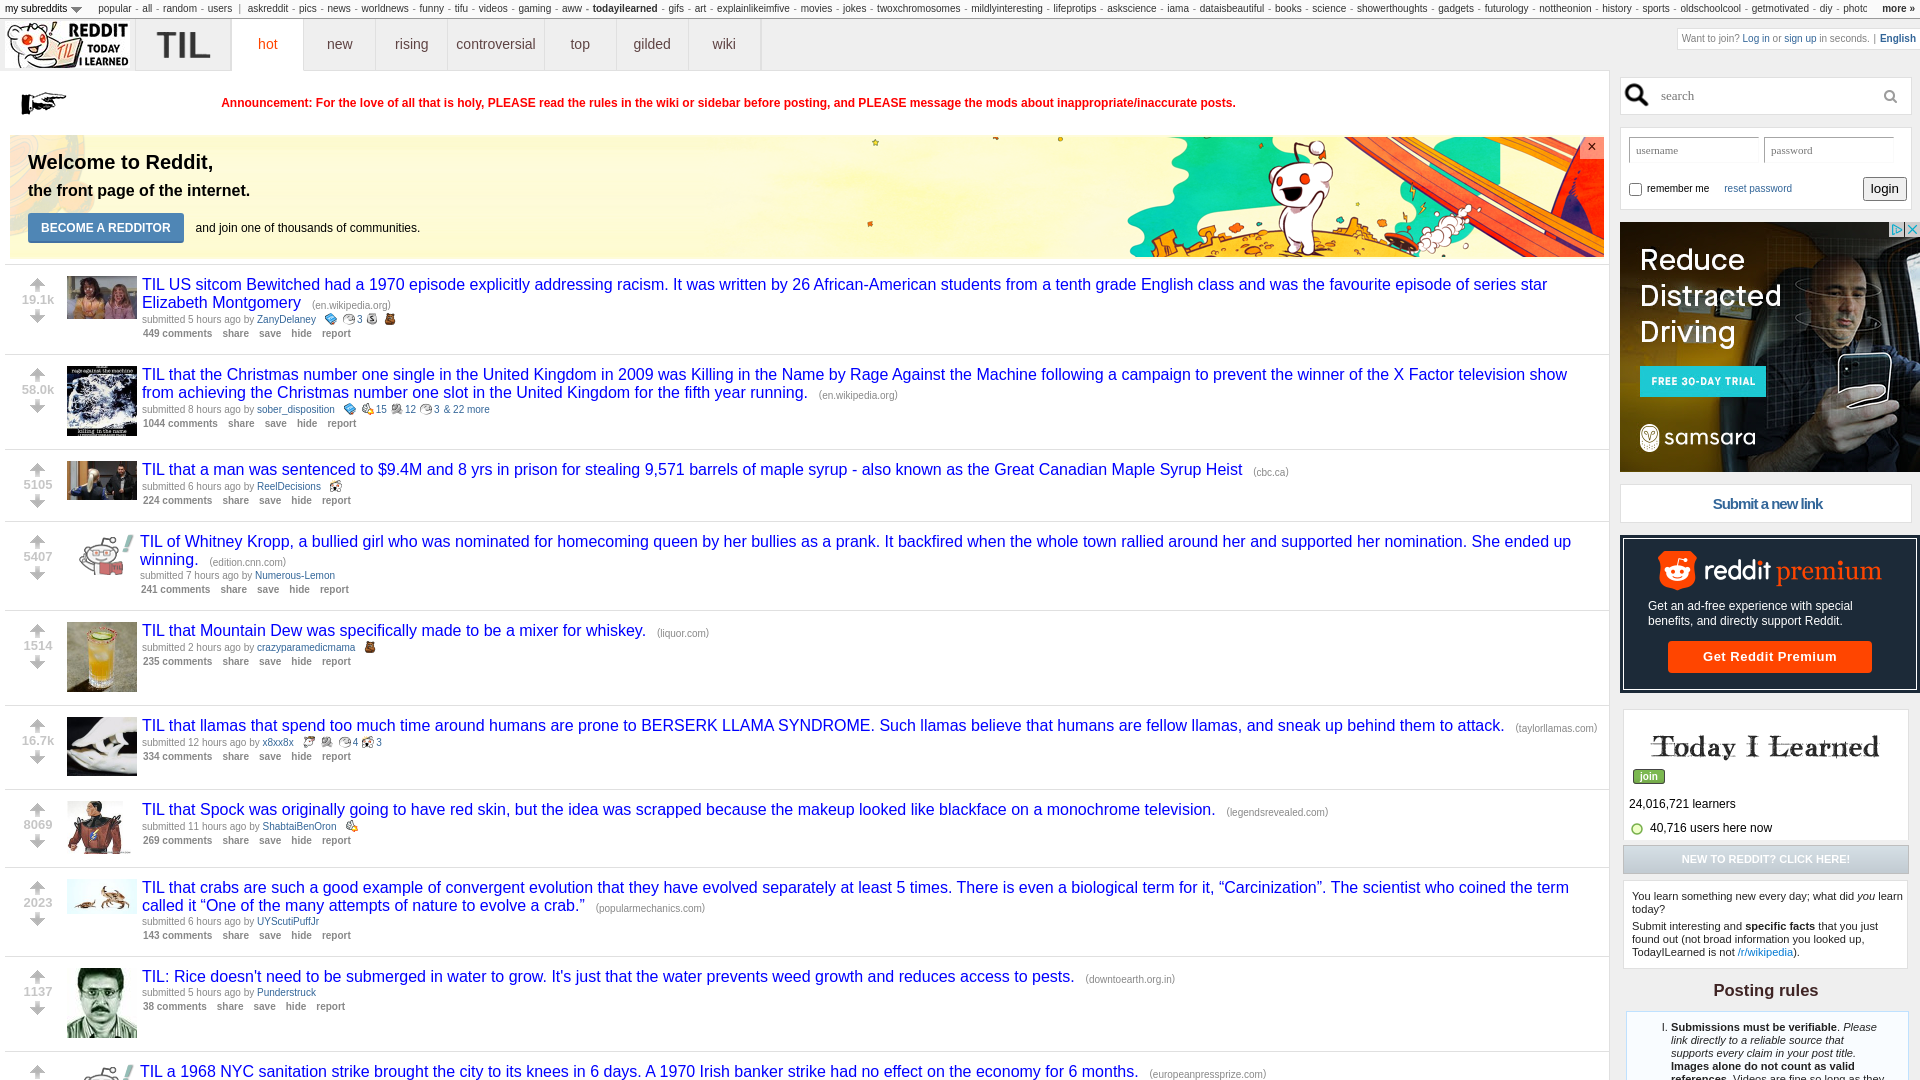 my subreddits
popular - all - random - users | askreddit - pics - news - worldnews - funny - tifu - videos - gaming - aww - todayilearned - gifs - art - explainlikeimfive - movies - jokes - twoxchromosomes - mildlyinteresting - lifeprotips - askscience - iama - dataisbeautiful - books - science - showerthoughts - gadgets - futurology - nottheonion - history - sports - oldschoolcool - getmotivated - diy - photo more »
REDDIT
TODAY
I LEARNED
TIL
TIL
hot new rising controversial top gilded wiki
Want to join? Log in or sign up in seconds. | English
Announcement: For the love of all that is holy, PLEASE read the rules in the wiki or sidebar before posting, and PLEASE message the mods about inappropriate/inaccurate posts.
Welcome to Reddit,
the front page of the internet.
BECOME A REDDITOR and join one of thousands of communities.
×
19.1k
TIL US sitcom Bewitched had a 1970 episode explicitly addressing racism. It was written by 26 African-American students from a tenth grade English class and was the favourite episode of series star
Elizabeth Montgomery (en.wikipedia.org)
submitted 5 hours ago by ZanyDelaney 3
449 comments share save hide report
58.0k
rage against the machine
killing in the name
TIL that the Christmas number one single in the United Kingdom in 2009 was Killing in the Name by Rage Against the Machine following a campaign to prevent the winner of the X Factor television show
from achieving the Christmas number one slot in the United Kingdom for the fifth year running. (en.wikipedia.org)
submitted 8 hours ago by sober_disposition 15 12 3 & 22 more
1044 comments share save hide report
5105
TIL that a man was sentenced to $9.4M and 8 yrs in prison for stealing 9,571 barrels of maple syrup - also known as the Great Canadian Maple Syrup Heist (cbc.ca)
submitted 6 hours ago by ReelDecisions
224 comments share save hide report
5407
TIL of Whitney Kropp, a bullied girl who was nominated for homecoming queen by her bullies as a prank. It backfired when the whole town rallied around her and supported her nomination. She ended up
winning. (edition.cnn.com)
submitted 7 hours ago by Numerous-Lemon
241 comments share save hide report
1514
TIL that Mountain Dew was specifically made to be a mixer for whiskey. (liquor.com)
submitted 2 hours ago by crazyparamedicmama
235 comments share save hide report
16.7k
TIL that llamas that spend too much time around humans are prone to BERSERK LLAMA SYNDROME. Such llamas believe that humans are fellow llamas, and sneak up behind them to attack. (taylorllamas.com)
submitted 12 hours ago by x8xx8x 4 3
334 comments share save hide report
8069
TIL that Spock was originally going to have red skin, but the idea was scrapped because the makeup looked like blackface on a monochrome television. (legendsrevealed.com)
submitted 11 hours ago by ShabtaiBenOron
269 comments share save hide report
2023
TIL that crabs are such a good example of convergent evolution that they have evolved separately at least 5 times. There is even a biological term for it, “Carcinization”. The scientist who coined the term
called it “One of the many attempts of nature to evolve a crab.” (popularmechanics.com)
submitted 6 hours ago by UYScutiPuffJr
143 comments share save hide report
1137
TIL: Rice doesn't need to be submerged in water to grow. It's just that the water prevents weed growth and reduces access to pests. (downtoearth.org.in)
submitted 5 hours ago by Punderstruck
38 comments share save hide report
TIL a 1968 NYC sanitation strike brought the city to its knees in 6 days. A 1970 Irish banker strike had no effect on the economy for 6 months. (europeanpressprize.com)
search
username password
remember me reset password login
Reduce
Distracted
Driving
FREE 30-DAY TRIAL
samsara
Submit a new link
reddit premium
Get an ad-free experience with special
benefits, and directly support Reddit.
Get Reddit Premium
Today I Learned
join
24,016,721 learners
40,716 users here now
NEW TO REDDIT? CLICK HERE!
You learn something new every day; what did you learn
today?
Submit interesting and specific facts that you just
found out (not broad information you looked up,
TodayILearned is not /r/wikipedia).
Posting rules
I. Submissions must be verifiable. Please
link directly to a reliable source that
supports every claim in your post title.
Images alone do not count as valid
references. Videos are fine so long as they